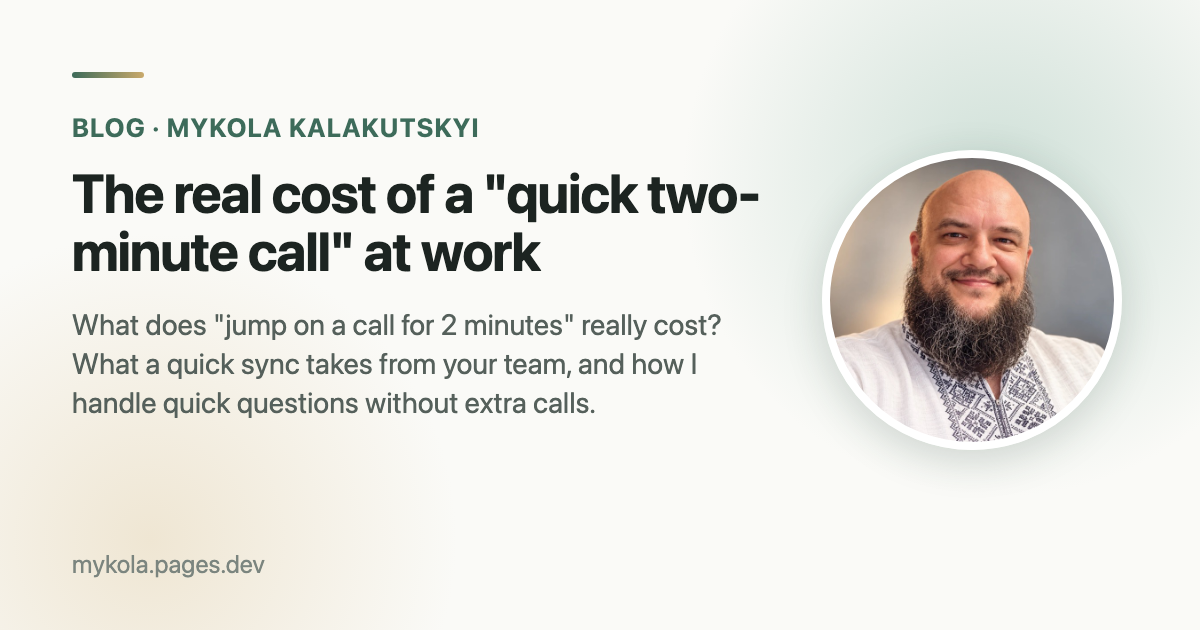 BLOG · MYKOLA KALAKUTSKYI
The real cost of a "quick two-
minute call" at work
What does "jump on a call for 2 minutes" really cost?
What a quick sync takes from your team, and how I
handle quick questions without extra calls.
mykola.pages.dev